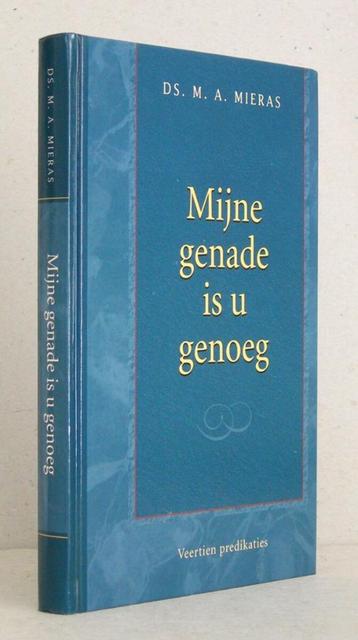 DS. M. A. MIERAS
Mijne genade is u genoeg
DS. M. A. MIERAS
Mijne
genade
is u
genoeg
Veertien predikaties